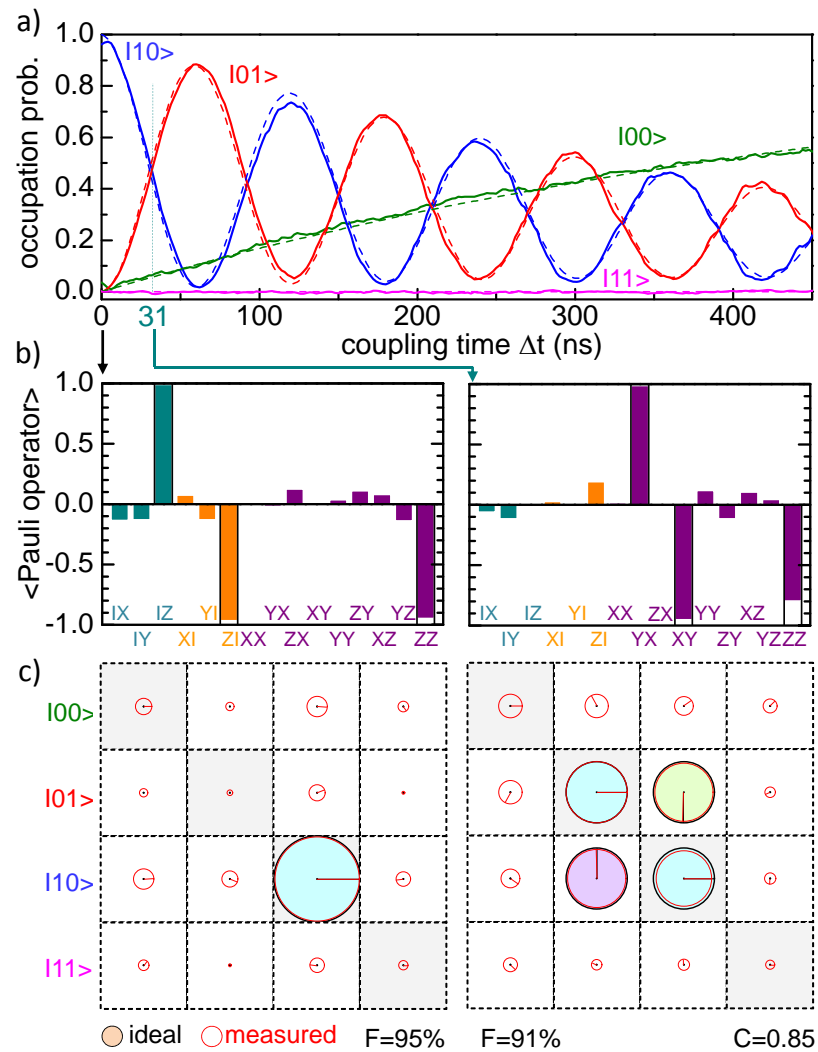 a)
1.0
0.8
0.6
0.4
0.2
0.0
occupation prob.
I10>
I01>
I00>
I11>
0
31
100
200
300
400
coupling time Δt (ns)
b)
1.0
0.5
0.0
-0.5
-1.0
<Pauli operator>
IX IZ YI YX XY ZY YZ
IY XI ZI XX ZX YY XZ ZZ
IX IZ YI XX ZX YY XZ
IY XI ZI YX XY ZY YZ ZZ
c)
I00>
I01>
I10>
I11>
ideal measured F=95% F=91% C=0.85